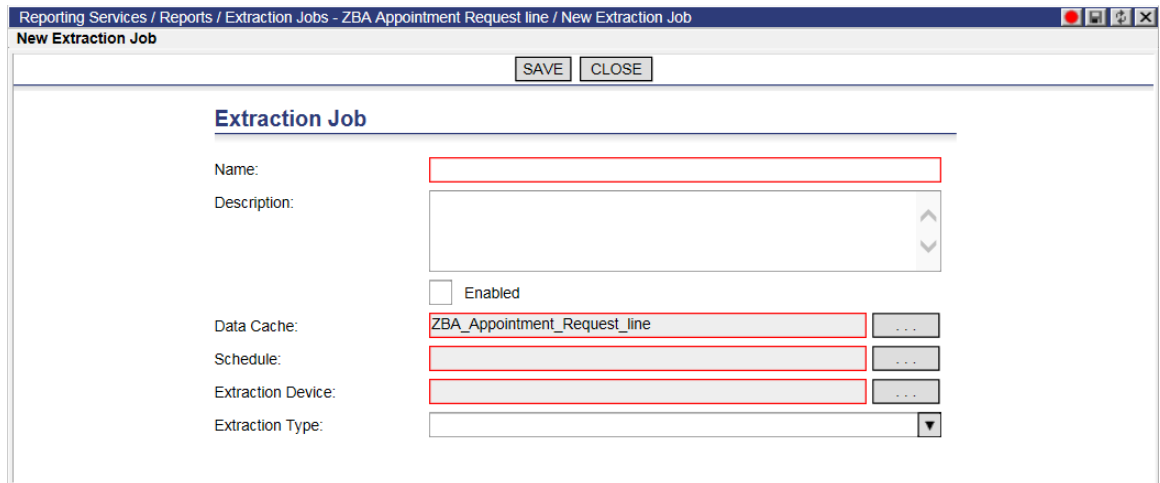 Reporting Services / Reports / Extraction Jobs - ZBA Appointment Request line / New Extraction Job
New Extraction Job
SAVE CLOSE
Extraction Job
Name:
Description:
Enabled
Data Cache: ZBA_Appointment_Request_line ...
Schedule: ...
Extraction Device: ...
Extraction Type: